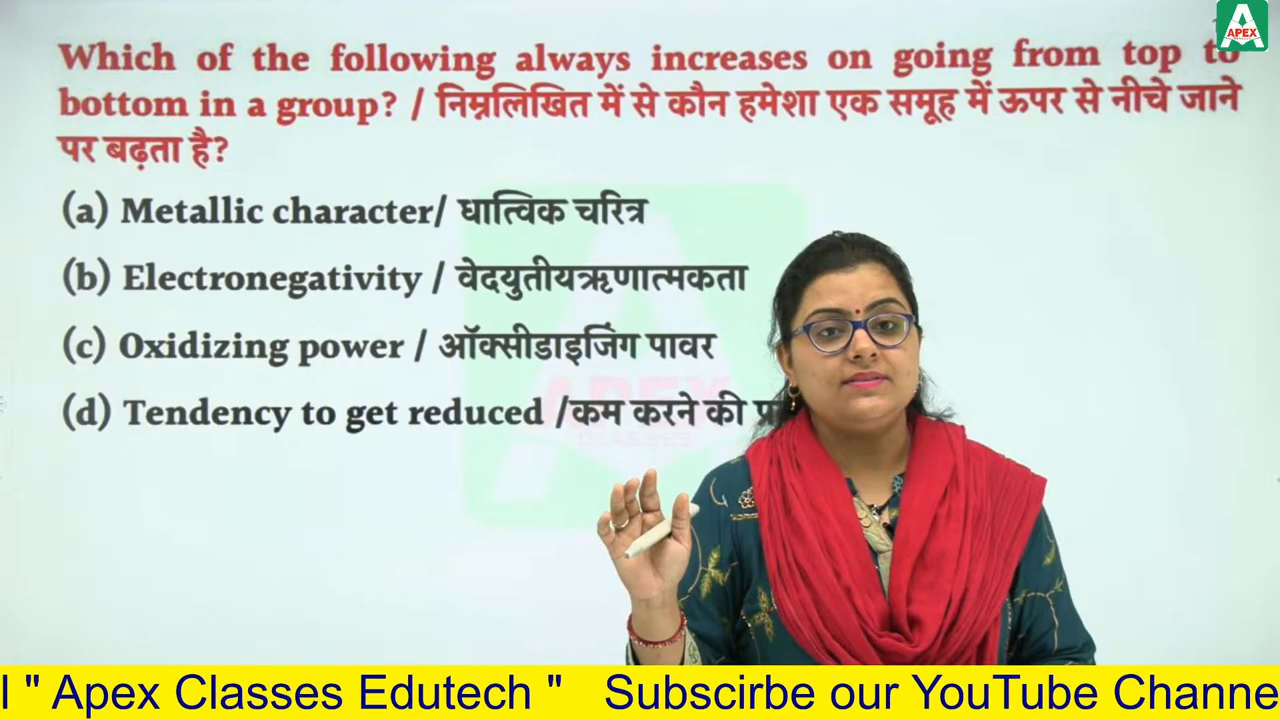 Which of the following always increases on going from top to
bottom in a group? / निम्नलिखित में से कौन हमेशा एक समूह में ऊपर से नीचे जाने
पर बढ़ता है?
(a) Metallic character/ धात्विक चरित्र
(b) Electronegativity / वेदयुतीयऋणात्मकता
(c) Oxidizing power / ऑक्सीडाइजिंग पावर
(d) Tendency to get reduced /कम करने की
APEX
CLASSES
APEX
l " Apex Classes Edutech " Subscirbe our YouTube Channe